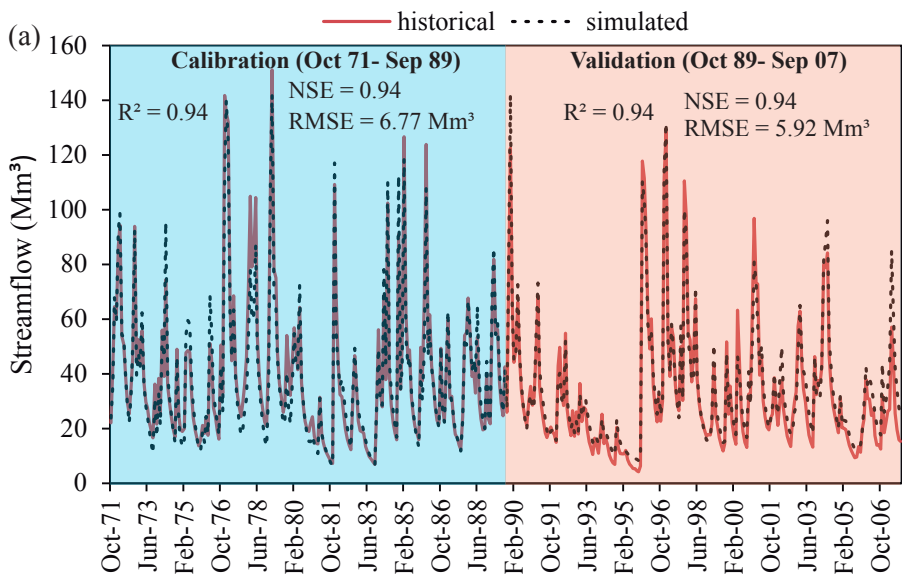 historical simulated
(a)
Calibration (Oct 71- Sep 89) Validation (Oct 89- Sep 07)
R² = 0.94
NSE = 0.94
RMSE = 6.77 Mm³
R² = 0.94
NSE = 0.94
RMSE = 5.92 Mm³
Streamflow (Mm³)
160
140
120
100
80
60
40
20
0
Oct-71
Jun-73
Feb-75
Oct-76
Jun-78
Feb-80
Oct-81
Jun-83
Feb-85
Oct-86
Jun-88
Feb-90
Oct-91
Jun-93
Feb-95
Oct-96
Jun-98
Feb-00
Oct-01
Jun-03
Feb-05
Oct-06